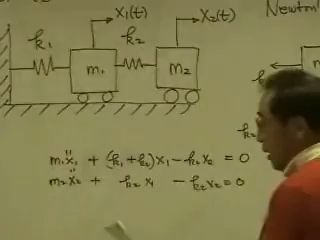 X₁(t) X₂(t) Newton'
k₁ k₂
m₁ m₂
k
k₂
m₁ẍ₁ + (k₁+k₂)x₁ - k₂x₂ = 0
m₂ẍ₂ + k₂x₁ - k₂x₂ = 0